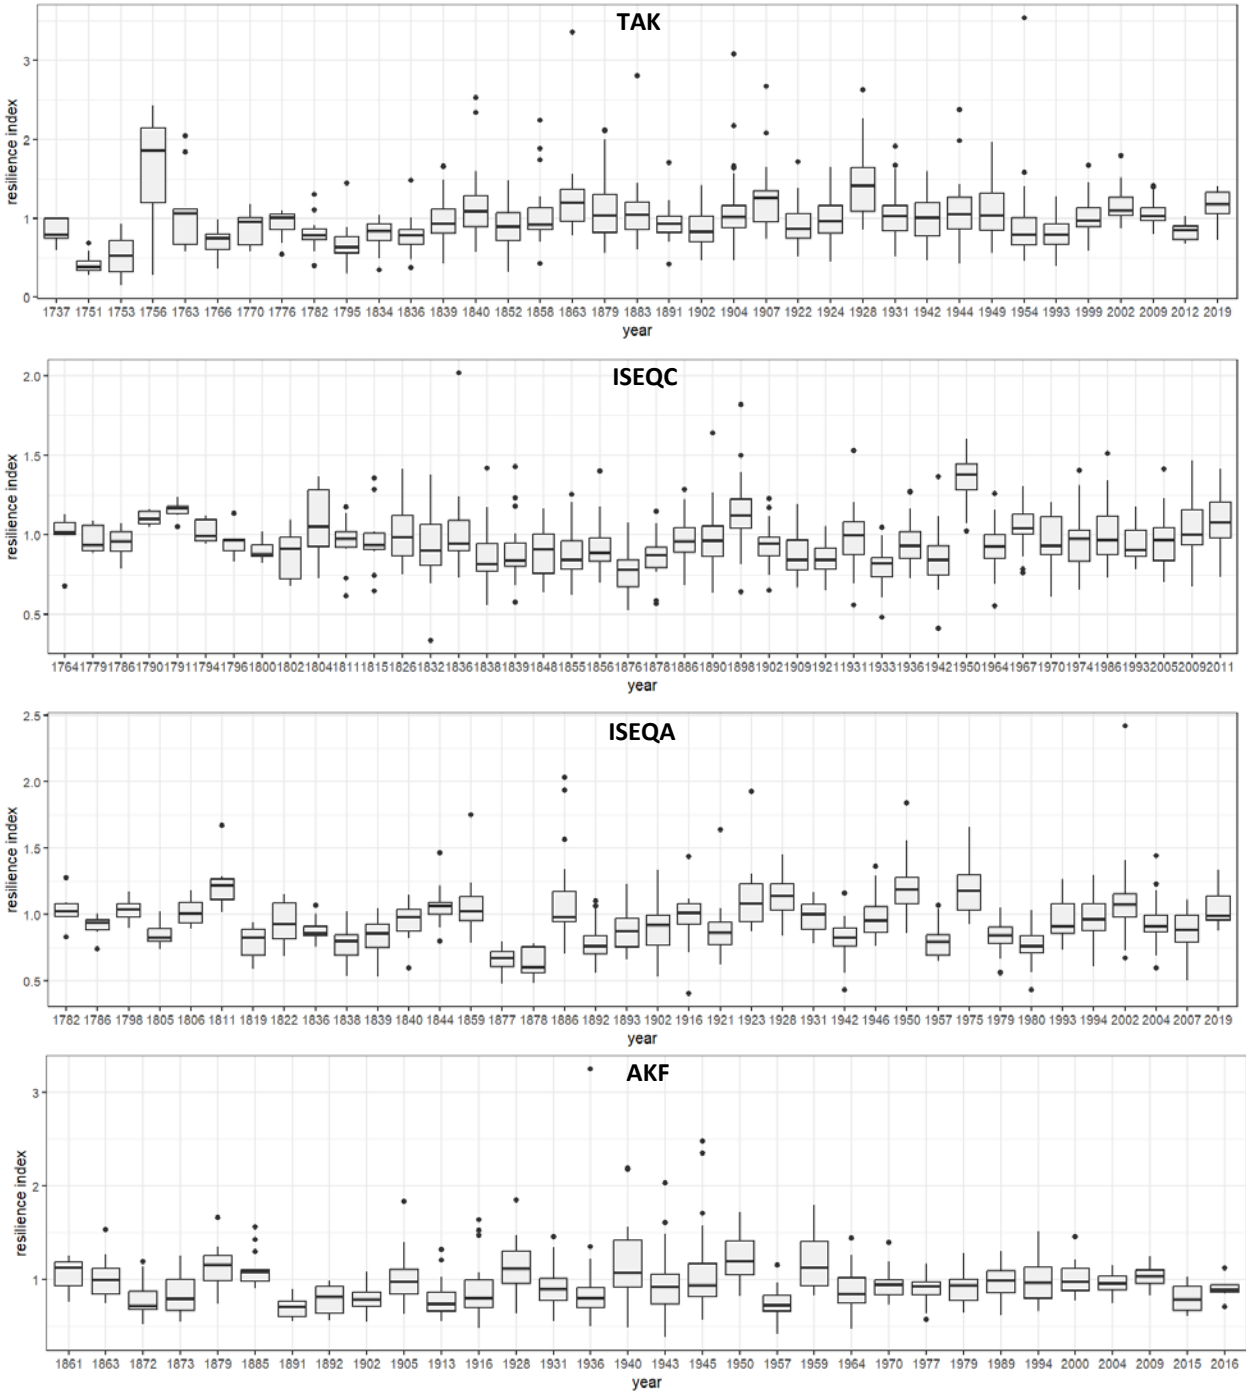 TAK
resilience index
3
2
1
0
1737 1751 1753 1756 1763 1766 1770 1776 1782 1795 1834 1836 1839 1840 1852 1858 1863 1879 1883 1891 1902 1904 1907 1922 1924 1928 1931 1942 1944 1949 1954 1993 1999 2002 2009 2012 2019
year
ISEQC
resilience index
2.0
1.5
1.0
0.5
1764 1779 1786 1790 1791 1794 1796 1800 1802 1804 1811 1815 1826 1832 1836 1838 1839 1848 1855 1856 1876 1878 1886 1890 1898 1902 1909 1921 1931 1933 1936 1942 1950 1964 1967 1970 1974 1986 1993 2005 2009 2011
year
ISEQA
resilience index
2.5
2.0
1.5
1.0
0.5
1782 1786 1798 1805 1806 1811 1819 1822 1836 1838 1839 1840 1844 1859 1877 1878 1886 1892 1893 1902 1916 1921 1923 1928 1931 1942 1946 1950 1957 1975 1979 1980 1993 1994 2002 2004 2007 2019
year
AKF
resilience index
3
2
1
1861 1863 1872 1873 1879 1885 1891 1892 1902 1905 1913 1916 1928 1931 1936 1940 1943 1945 1950 1957 1959 1964 1970 1977 1979 1989 1994 2000 2004 2009 2015 2016
year